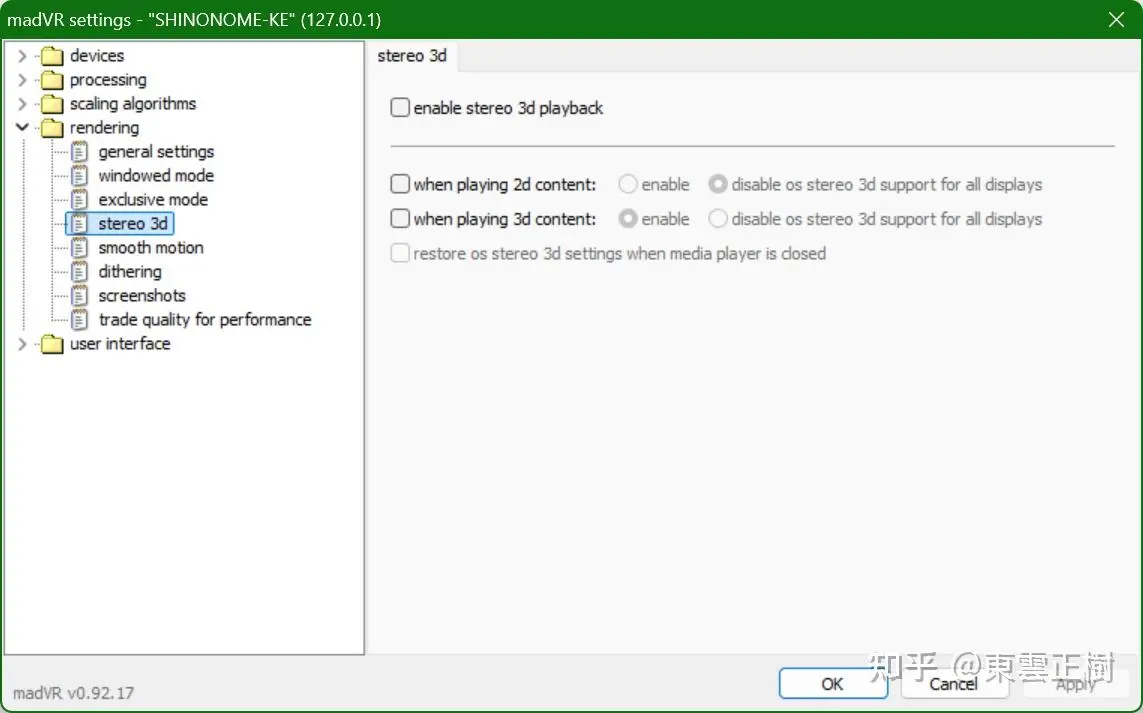 madVR settings - "SHINONOME-KE" (127.0.0.1)
devices
processing
scaling algorithms
rendering
general settings
windowed mode
exclusive mode
stereo 3d
smooth motion
dithering
screenshots
trade quality for performance
user interface
stereo 3d
enable stereo 3d playback
when playing 2d content: enable disable os stereo 3d support for all displays
when playing 3d content: enable disable os stereo 3d support for all displays
restore os stereo 3d settings when media player is closed
madVR v0.92.17
OK Cancel Apply
知乎 @東雲正樹